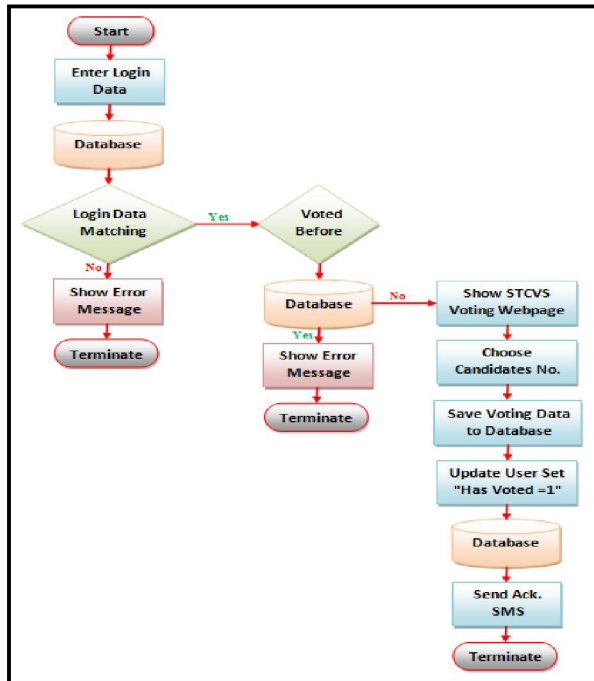 Start
Enter Login
Data
Database
Login Data
Matching
Yes
Voted
Before
No
Show Error
Message
Terminate
Database
No
Yes
Show Error
Message
Terminate
Show STCVS
Voting Webpage
Choose
Candidates No.
Save Voting Data
to Database
Update User Set
"Has Voted =1"
Database
Send Ack.
SMS
Terminate